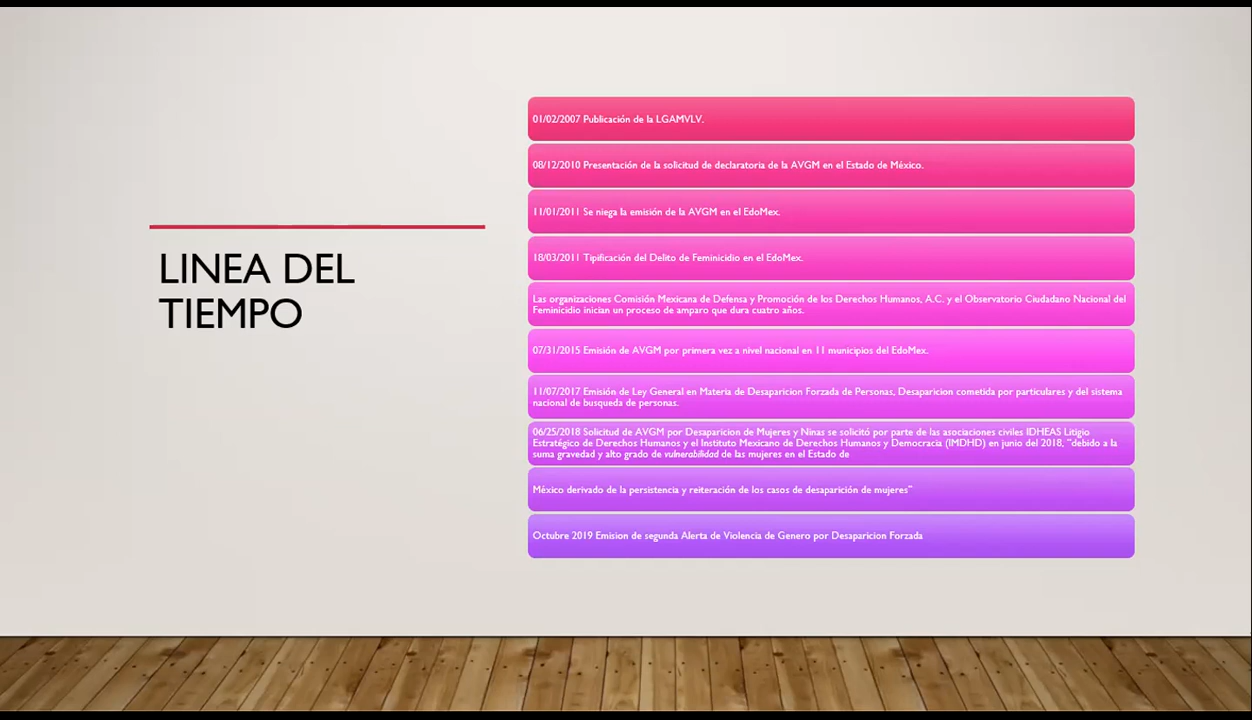 LINEA DEL
TIEMPO
01/02/2007 Publicación de la LGAMVLV.
08/12/2010 Presentación de la solicitud de declaratoria de la AVGM en el Estado de México.
11/01/2011 Se niega la emisión de la AVGM en el EdoMex.
18/03/2011 Tipificación del Delito de Feminicidio en el EdoMex.
Las organizaciones Comisión Mexicana de Defensa y Promoción de los Derechos Humanos, A.C. y el Observatorio Ciudadano Nacional del
Feminicidio inician un proceso de amparo que dura cuatro años.
07/31/2015 Emisión de AVGM por primera vez a nivel nacional en 11 municipios del EdoMex.
11/07/2017 Emisión de Ley General en Materia de Desaparicion Forzada de Personas, Desaparicion cometida por particulares y del sistema
nacional de busqueda de personas.
06/25/2018 Solicitud de AVGM por Desaparicion de Mujeres y Ninas se solicitó por parte de las asociaciones civiles IDHEAS Litigio
Estratégico de Derechos Humanos y el Instituto Mexicano de Derechos Humanos y Democracia (IMDHD) en junio del 2018, "debido a la
suma gravedad y alto grado de vulnerabilidad de las mujeres en el Estado de
México derivado de la persistencia y reiteración de los casos de desaparición de mujeres"
Octubre 2019 Emision de segunda Alerta de Violencia de Genero por Desaparicion Forzada